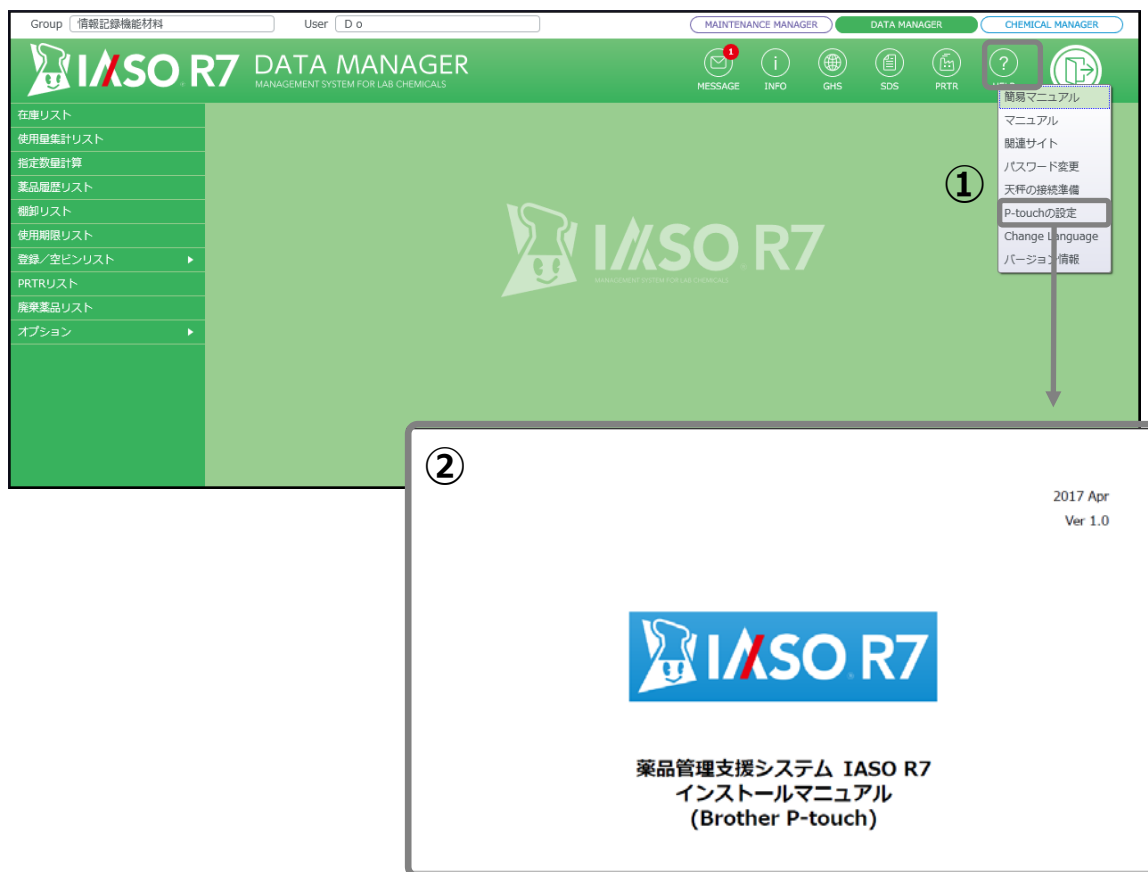 Group 情報記録機能材料 User D o MAINTENANCE MANAGER DATA MANAGER CHEMICAL MANAGER
IASO R7 DATA MANAGER
MANAGEMENT SYSTEM FOR LAB CHEMICALS
1
MESSAGE INFO GHS SDS PRTR
簡易マニュアル
マニュアル
関連サイト
パスワード変更
天秤の接続準備
P-touchの設定
Change Language
バージョン情報
①
在庫リスト
使用量集計リスト
指定数量計算
薬品履歴リスト
棚卸リスト
使用期限リスト
登録／空ビンリスト
PRTRリスト
廃棄薬品リスト
オプション
IASO R7
MANAGEMENT SYSTEM FOR LAB CHEMICALS
②
2017 Apr
Ver 1.0
IASO R7
薬品管理支援システム IASO R7
インストールマニュアル
(Brother P-touch)